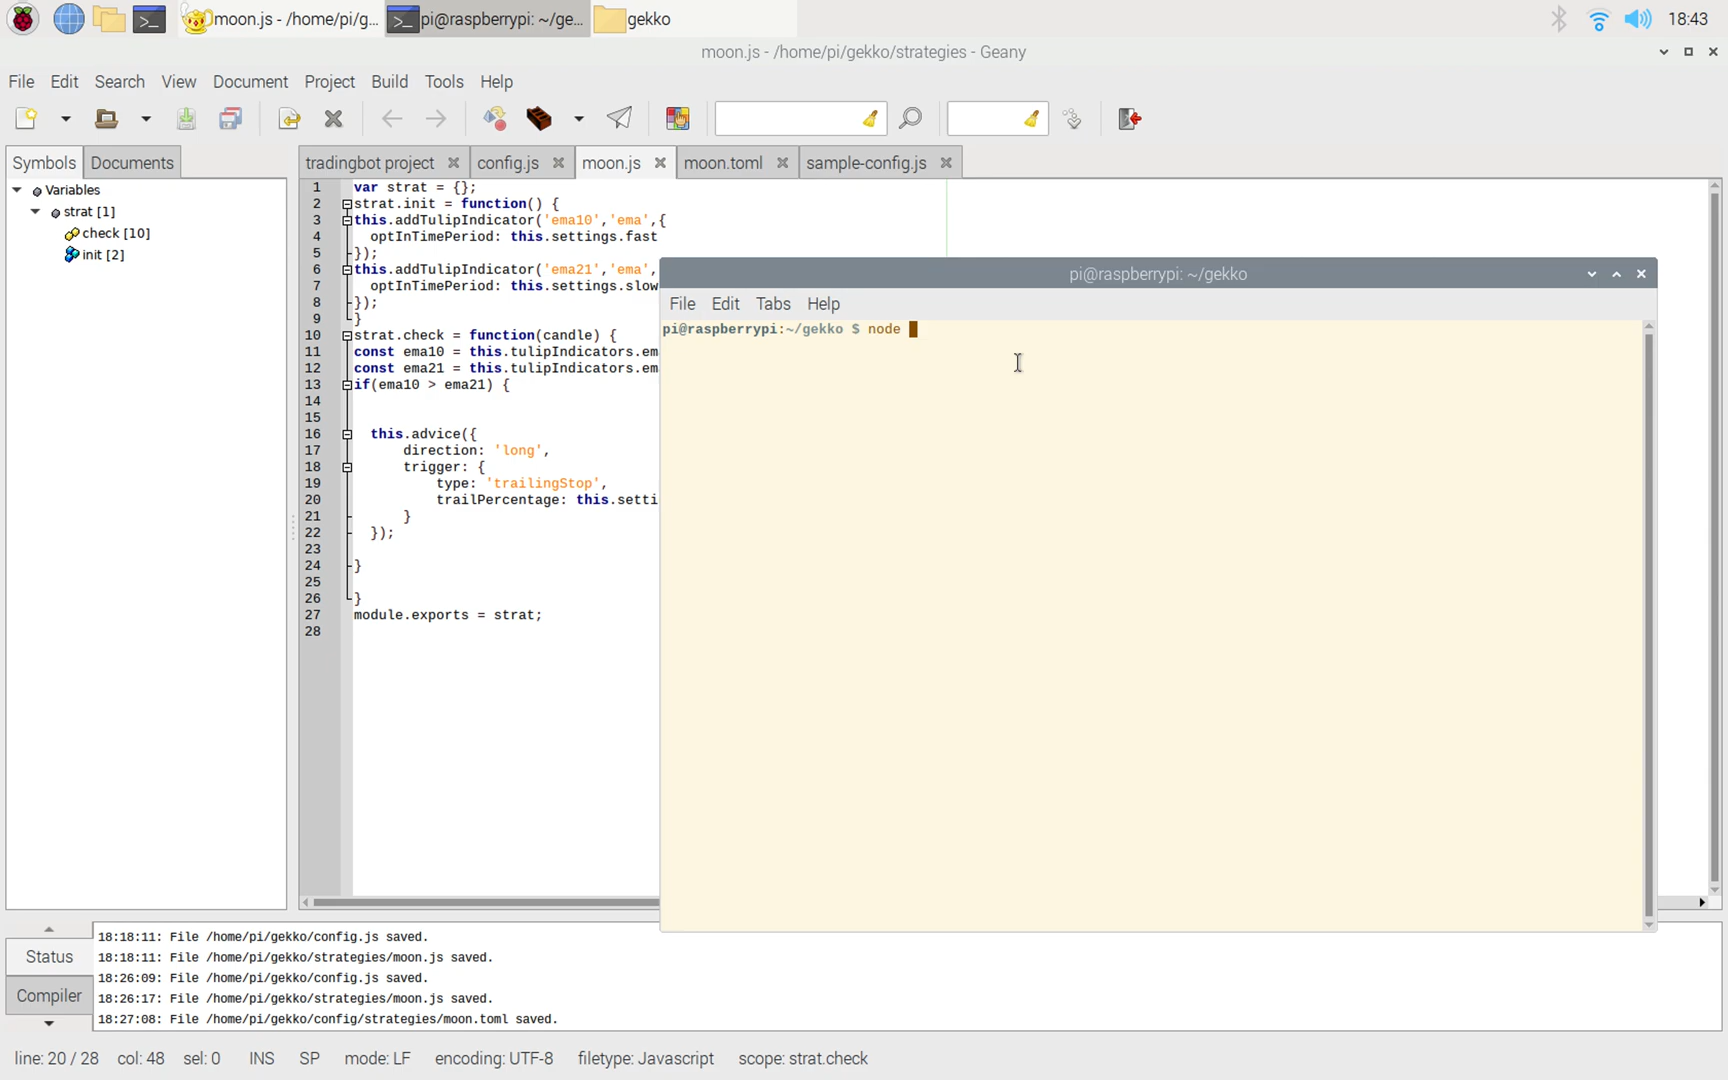 moon.js - /home/pi/g... pi@raspberrypi: ~/ge... gekko 18:43
moon.js - /home/pi/gekko/strategies - Geany
File Edit Search View Document Project Build Tools Help
Symbols Documents tradingbot project config.js moon.js moon.toml sample-config.js
Variables
strat [1]
check [10]
init [2]
1 var strat = {};
2 strat.init = function() {
3 this.addTulipIndicator('ema10','ema',{
4 optInTimePeriod: this.settings.fast
5 });
6 this.addTulipIndicator('ema21','ema',
7 optInTimePeriod: this.settings.slow
8 });
9 }
10 strat.check = function(candle) {
11 const ema10 = this.tulipIndicators.em
12 const ema21 = this.tulipIndicators.em
13 if(ema10 > ema21) {
14
15
16 this.advice({
17 direction: 'long',
18 trigger: {
19 type: 'trailingStop',
20 trailPercentage: this.setti
21 }
22 });
23
24 }
25
26 }
27 module.exports = strat;
28
pi@raspberrypi: ~/gekko
File Edit Tabs Help
pi@raspberrypi:~/gekko $ node
Status
Compiler
18:18:11: File /home/pi/gekko/config.js saved.
18:18:11: File /home/pi/gekko/strategies/moon.js saved.
18:26:09: File /home/pi/gekko/config.js saved.
18:26:17: File /home/pi/gekko/strategies/moon.js saved.
18:27:08: File /home/pi/gekko/config/strategies/moon.toml saved.
line: 20 / 28 col: 48 sel: 0 INS SP mode: LF encoding: UTF-8 filetype: Javascript scope: strat.check